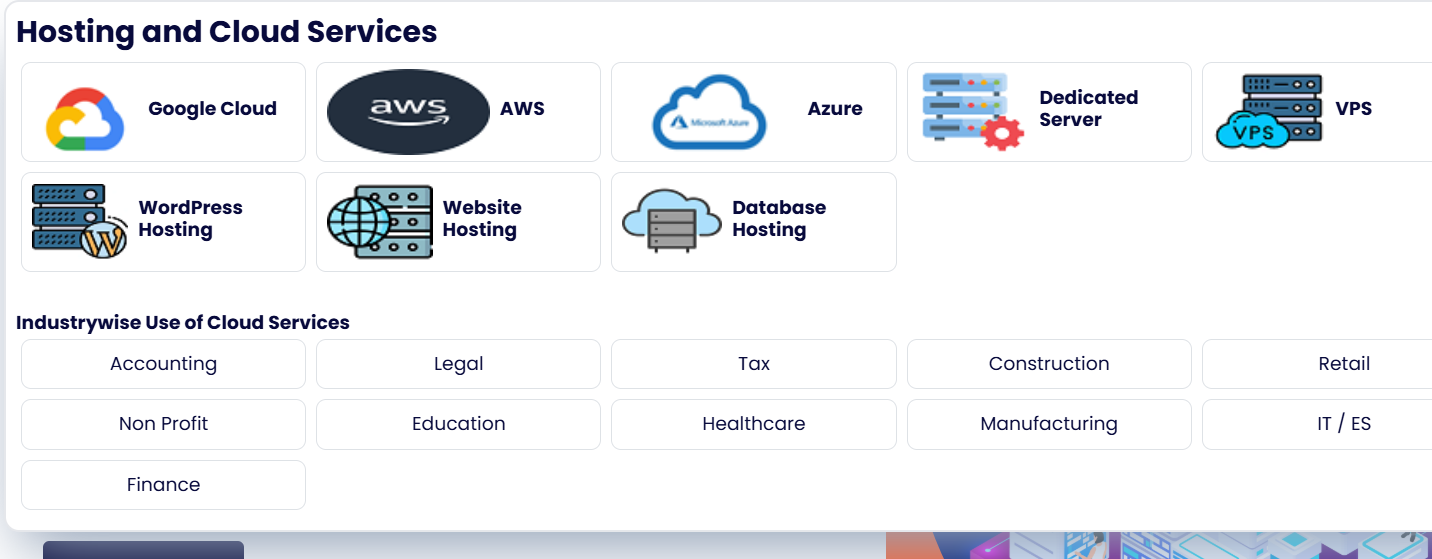 Hosting and Cloud Services
Google Cloud
aws
AWS
Microsoft Azure
Azure
Dedicated
Server
VPS
VPS
W
WordPress
Hosting
Website
Hosting
Database
Hosting
Industrywise Use of Cloud Services
Accounting
Legal
Tax
Construction
Retail
Non Profit
Education
Healthcare
Manufacturing
IT / ES
Finance